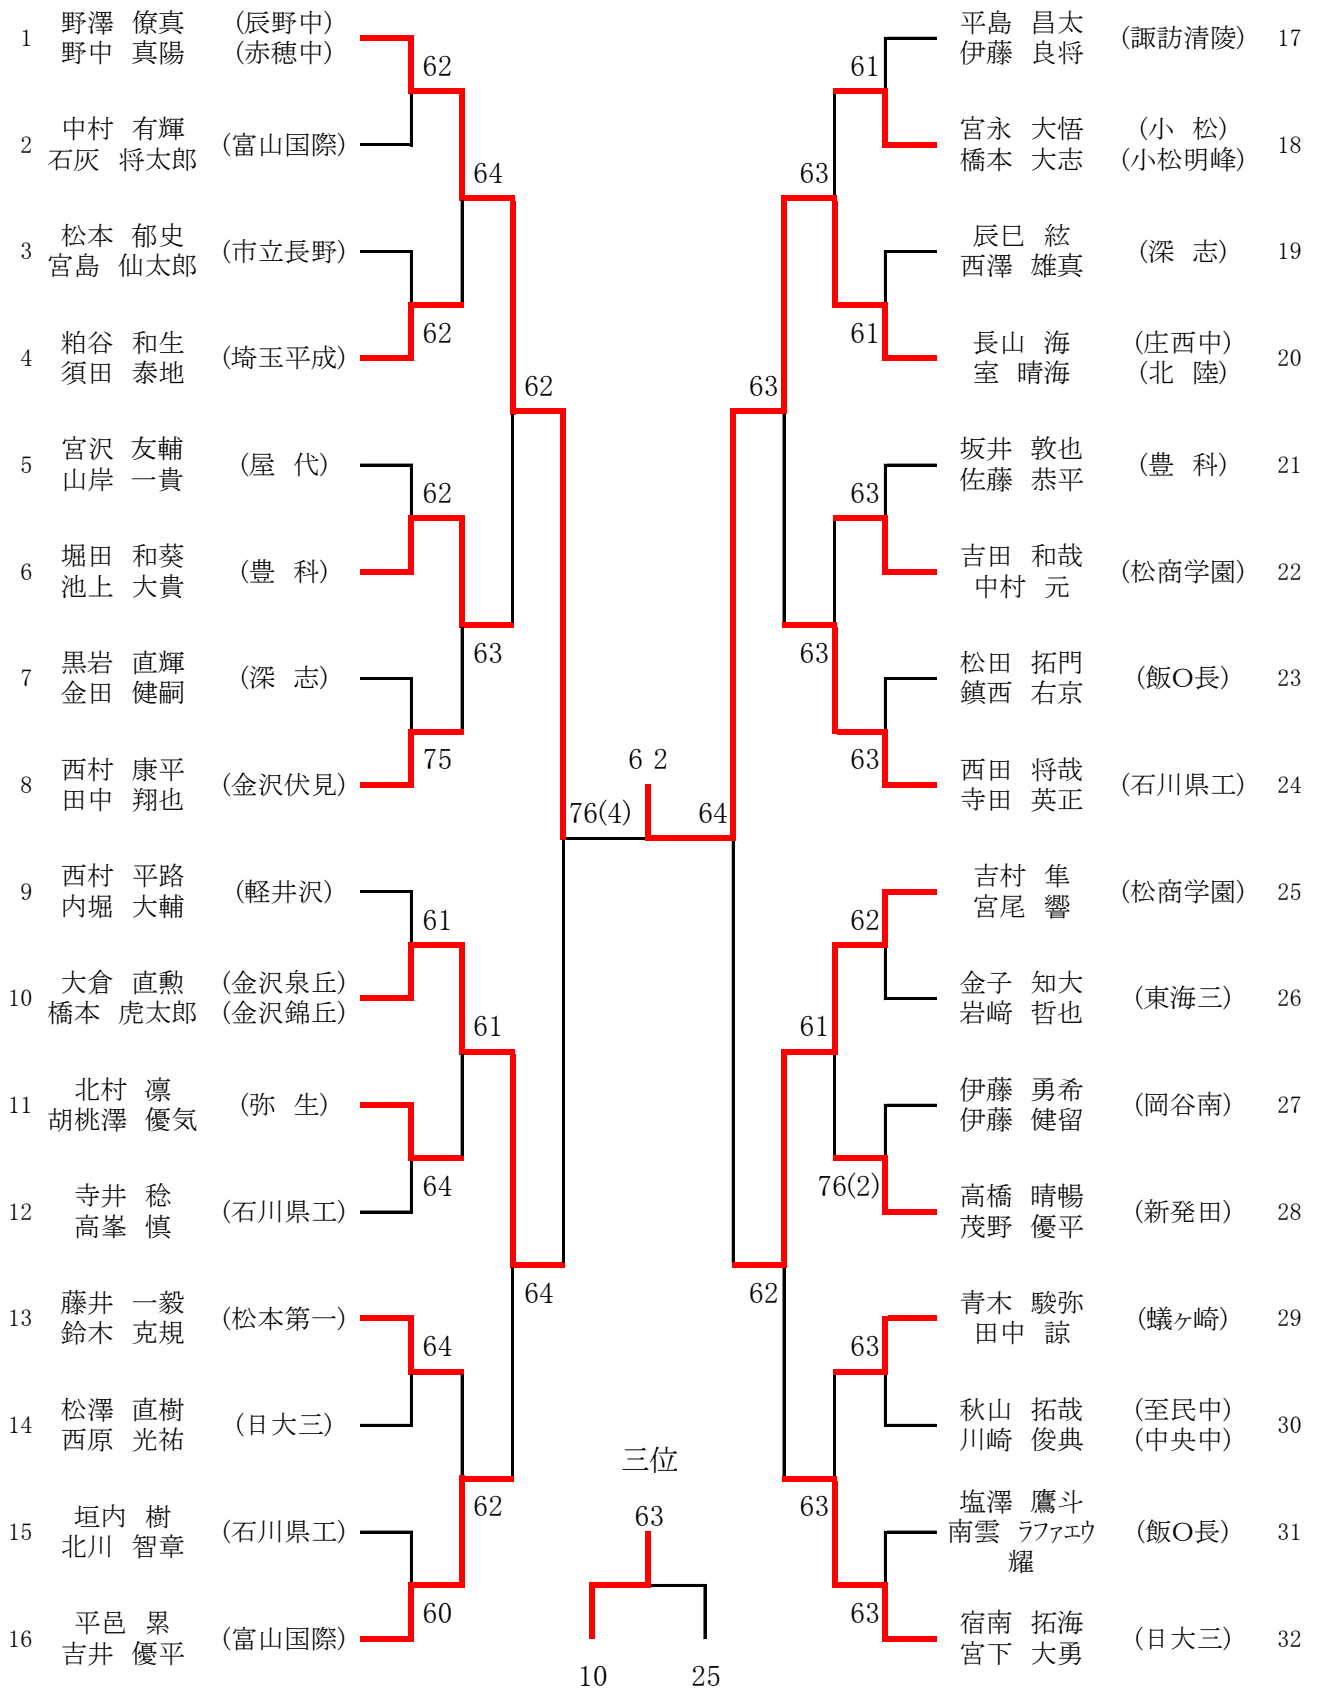 1 野澤 僚真 (辰野中)
野中 真陽 (赤穂中)
62
2 中村 有輝 (富山国際)
石灰 将太郎
64
3 松本 郁史 (市立長野)
宮島 仙太郎
62
4 粕谷 和生 (埼玉平成)
須田 泰地
62
5 宮沢 友輔 (屋 代)
山岸 一貴
62
6 堀田 和葵 (豊 科)
池上 大貴
63
7 黒岩 直輝 (深 志)
金田 健嗣
75
8 西村 康平 (金沢伏見)
田中 翔也
76(4)
9 西村 平路 (軽井沢)
内堀 大輔
61
10 大倉 直勲 (金沢泉丘)
橋本 虎太郎 (金沢錦丘)
61
11 北村 凛 (弥 生)
胡桃澤 優気
64
12 寺井 稔 (石川県工)
高峯 慎
64
13 藤井 一毅 (松本第一)
鈴木 克規
64
14 松澤 直樹 (日大三)
西原 光祐
62
15 垣内 樹 (石川県工)
北川 智章
60
16 平邑 累 (富山国際)
吉井 優平
6 2
64
三位
63
10 25
平島 昌太 (諏訪清陵) 17
伊藤 良将
61
宮永 大悟 (小 松) 18
橋本 大志 (小松明峰)
63
辰巳 絃 (深 志) 19
西澤 雄真
61
長山 海 (庄西中) 20
室 晴海 (北 陸)
63
坂井 敦也 (豊 科) 21
佐藤 恭平
63
吉田 和哉 (松商学園) 22
中村 元
63
松田 拓門 (飯O長) 23
鎮西 右京
63
西田 将哉 (石川県工) 24
寺田 英正
吉村 隼 (松商学園) 25
宮尾 響
62
金子 知大 (東海三) 26
岩﨑 哲也
61
伊藤 勇希 (岡谷南) 27
伊藤 健留
76(2)
高橋 晴暢 (新発田) 28
茂野 優平
62
青木 駿弥 (蟻ヶ崎) 29
田中 諒
63
秋山 拓哉 (至民中) 30
川崎 俊典 (中央中)
63
塩澤 鷹斗 (飯O長) 31
南雲 ラファエウ
耀
63
宿南 拓海 (日大三) 32
宮下 大勇